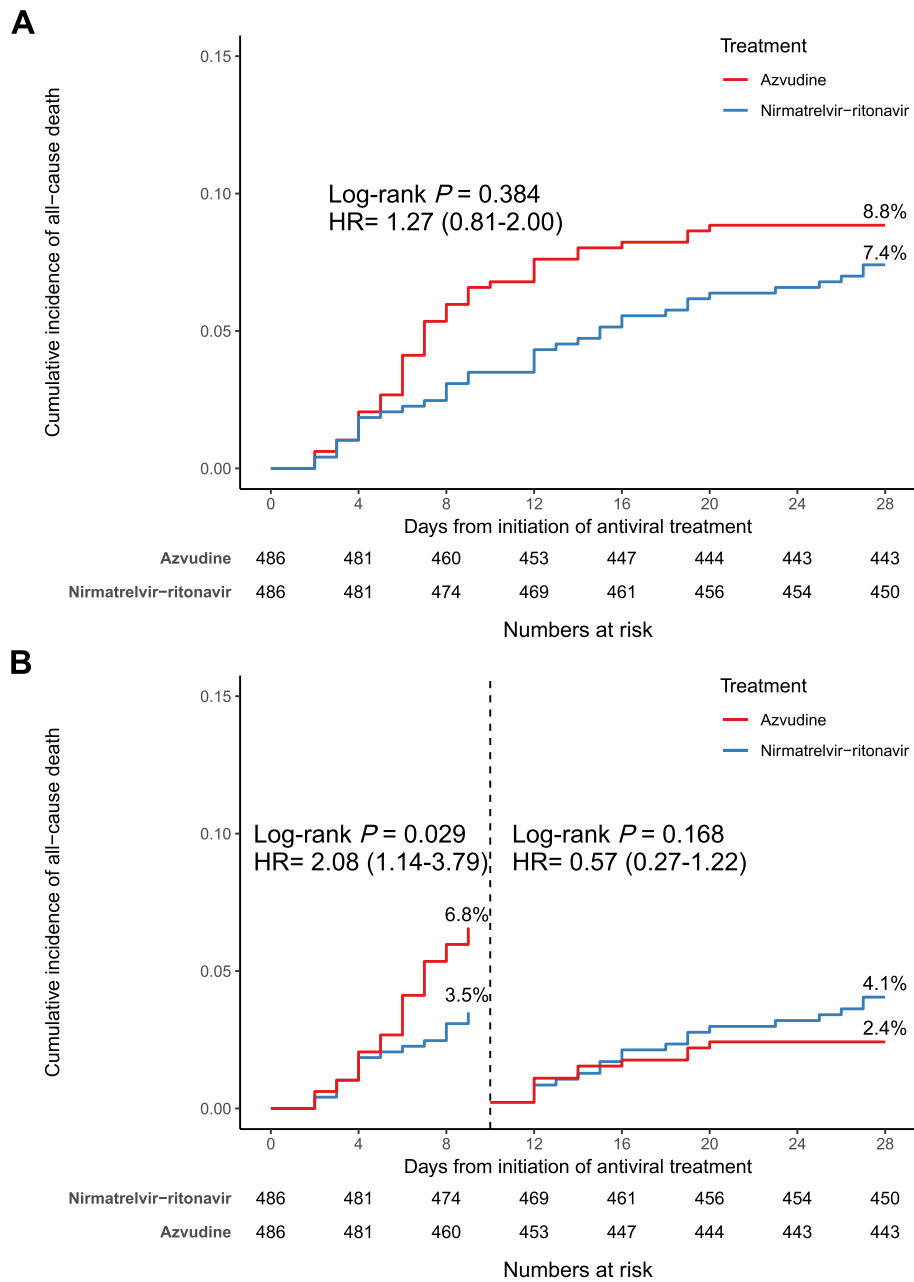 A
Cumulative incidence of all−cause death
0.15
0.10
0.05
0.00
Treatment
Azvudine
Nirmatrelvir−ritonavir
Log-rank P = 0.384
HR= 1.27 (0.81-2.00)
8.8%
7.4%
0 4 8 12 16 20 24 28
Days from initiation of antiviral treatment
Azvudine 486 481 460 453 447 444 443 443
Nirmatrelvir−ritonavir 486 481 474 469 461 456 454 450
Numbers at risk
B
Cumulative incidence of all−cause death
0.15
0.10
0.05
0.00
Treatment
Azvudine
Nirmatrelvir−ritonavir
Log-rank P = 0.029
HR= 2.08 (1.14-3.79)
Log-rank P = 0.168
HR= 0.57 (0.27-1.22)
6.8%
3.5%
4.1%
2.4%
0 4 8 12 16 20 24 28
Days from initiation of antiviral treatment
Nirmatrelvir−ritonavir 486 481 474 469 461 456 454 450
Azvudine 486 481 460 453 447 444 443 443
Numbers at risk